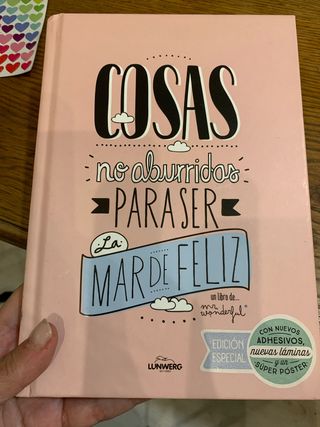 COSAS
no aburridas
PARA SER
La
MAR DE FELIZ
un libro de...
mr. wonderful*
EDICIÓN
ESPECIAL
CON NUEVOS
ADHESIVOS,
nuevas láminas
y un
SÚPER PÓSTER
LUNWERG